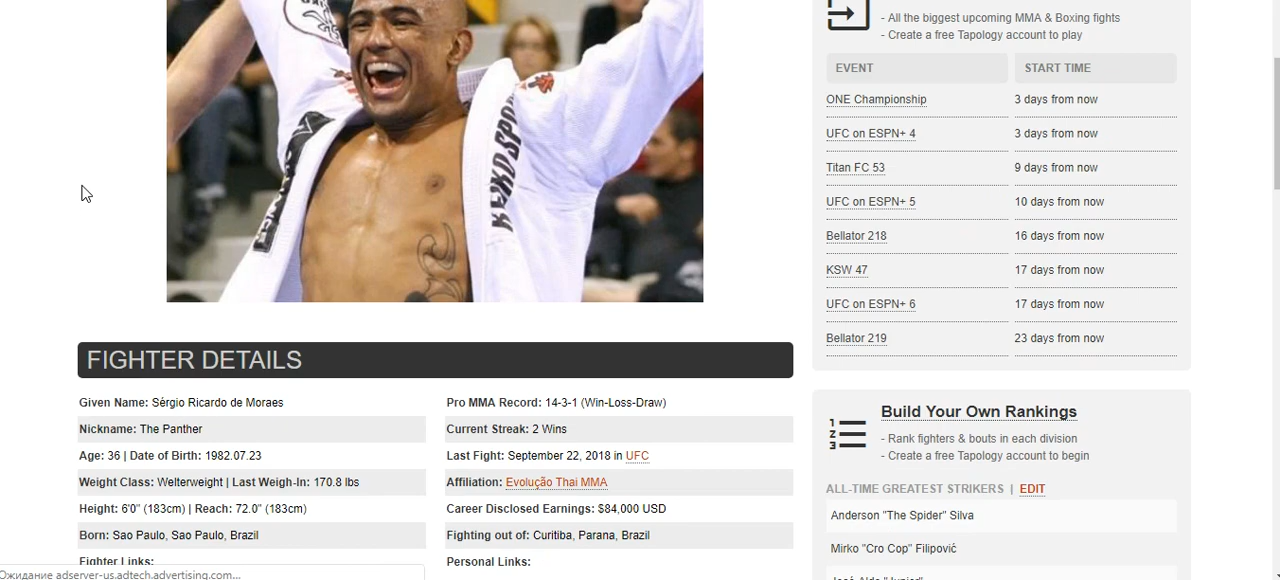 KEIKOSPOR
FIGHTER DETAILS
Given Name: Sérgio Ricardo de Moraes
Nickname: The Panther
Age: 36 | Date of Birth: 1982.07.23
Weight Class: Welterweight | Last Weigh-In: 170.8 lbs
Height: 6'0" (183cm) | Reach: 72.0" (183cm)
Born: Sao Paulo, Sao Paulo, Brazil
Fighter Links:
Pro MMA Record: 14-3-1 (Win-Loss-Draw)
Current Streak: 2 Wins
Last Fight: September 22, 2018 in UFC
Affiliation: Evolução Thai MMA
Career Disclosed Earnings: $84,000 USD
Fighting out of: Curitiba, Parana, Brazil
Personal Links:
Ожидание adserver-us.adtech.advertising.com...
- All the biggest upcoming MMA & Boxing fights
- Create a free Tapology account to play
EVENT START TIME
ONE Championship 3 days from now
UFC on ESPN+ 4 3 days from now
Titan FC 53 9 days from now
UFC on ESPN+ 5 10 days from now
Bellator 218 16 days from now
KSW 47 17 days from now
UFC on ESPN+ 6 17 days from now
Bellator 219 23 days from now
1
2
3
Build Your Own Rankings
- Rank fighters & bouts in each division
- Create a free Tapology account to begin
ALL-TIME GREATEST STRIKERS | EDIT
Anderson "The Spider" Silva
Mirko "Cro Cop" Filipović
José Aldo "Junior"